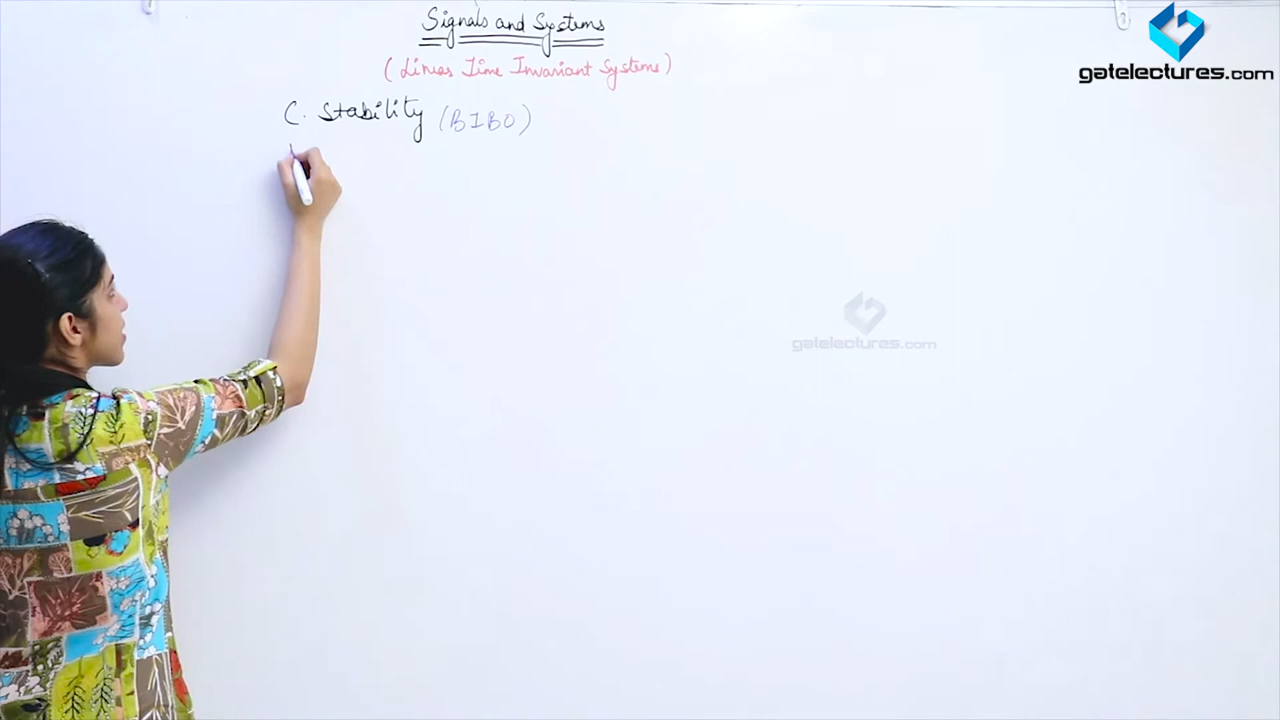 Signals and Systems
(Linear Time Invariant Systems)
C. Stability (BIBO)
gatelectures.com
gatelectures.com